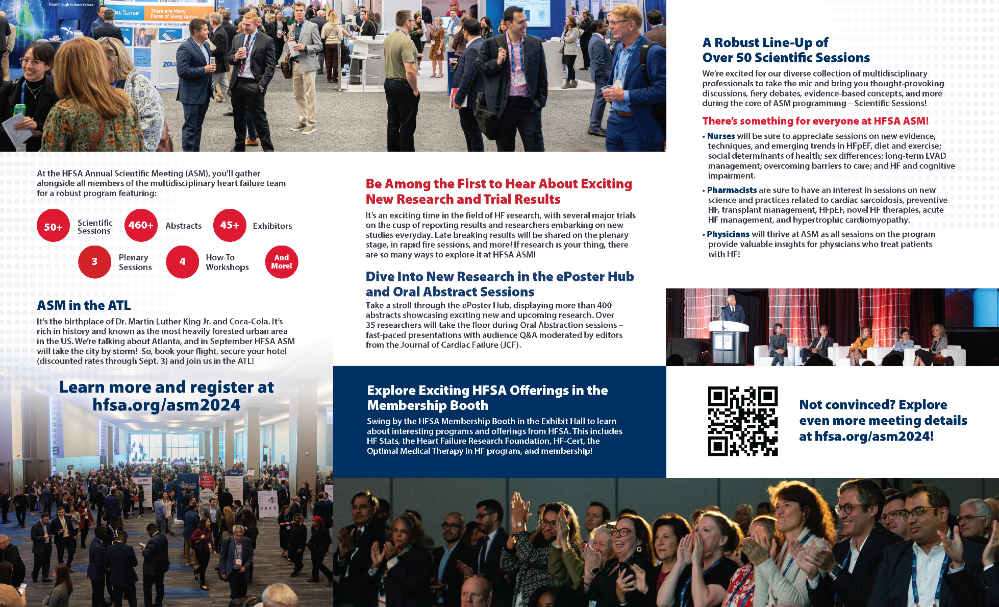 Breakthrough in Heart Failure
ZOLL itamar
There are Many
Faces of Sleep Apnea
Expect more from your home sleep apnea test with
ZOLL
At the HFSA Annual Scientific Meeting (ASM), you’ll gather
alongside all members of the multidisciplinary heart failure team
for a robust program featuring:
50+
Scientific
Sessions
460+
Abstracts
45+
Exhibitors
3
Plenary
Sessions
4
How-To
Workshops
And
More!
ASM in the ATL
It’s the birthplace of Dr. Martin Luther King Jr. and Coca-Cola. It’s
rich in history and known as the most heavily forested urban area
in the US. We’re talking about Atlanta, and in September HFSA ASM
will take the city by storm!  So, book your flight, secure your hotel
(discounted rates through Sept. 3) and join us in the ATL!
Learn more and register at
hfsa.org/asm2024
GRAND
BALLROOM
B
Be Among the First to Hear About Exciting
New Research and Trial Results
It’s an exciting time in the field of HF research, with several major trials
on the cusp of reporting results and researchers embarking on new
studies everyday. Late breaking results will be shared on the plenary
stage, in rapid fire sessions, and more! If research is your thing, there
are so many ways to explore it at HFSA ASM!
Dive Into New Research in the ePoster Hub
and Oral Abstract Sessions
Take a stroll through the ePoster Hub, displaying more than 400
abstracts showcasing exciting new and upcoming research. Over
35 researchers will take the floor during Oral Abstraction sessions –
fast-paced presentations with audience Q&A moderated by editors
from the Journal of Cardiac Failure (JCF).
Explore Exciting HFSA Offerings in the
Membership Booth
Swing by the HFSA Membership Booth in the Exhibit Hall to learn
about interesting programs and offerings from HFSA. This includes
HF Stats, the Heart Failure Research Foundation, HF-Cert, the
Optimal Medical Therapy in HF program, and membership!
A Robust Line-Up of
Over 50 Scientific Sessions
We’re excited for our diverse collection of multidisciplinary
professionals to take the mic and bring you thought-provoking
discussions, fiery debates, evidence-based concepts, and more
during the core of ASM programming – Scientific Sessions!
There’s something for everyone at HFSA ASM!
• Nurses will be sure to appreciate sessions on new evidence,
techniques, and emerging trends in HFpEF, diet and exercise;
social determinants of health; sex differences; long-term LVAD
management; overcoming barriers to care; and HF and cognitive
impairment.
• Pharmacists are sure to have an interest in sessions on new
science and practices related to cardiac sarcoidosis, preventive
HF, transplant management, HFpEF, novel HF therapies, acute
HF management, and hypertrophic cardiomyopathy.
• Physicians will thrive at ASM as all sessions on the program
provide valuable insights for physicians who treat patients
with HF!
HFSA
Not convinced? Explore
even more meeting details
at hfsa.org/asm2024!